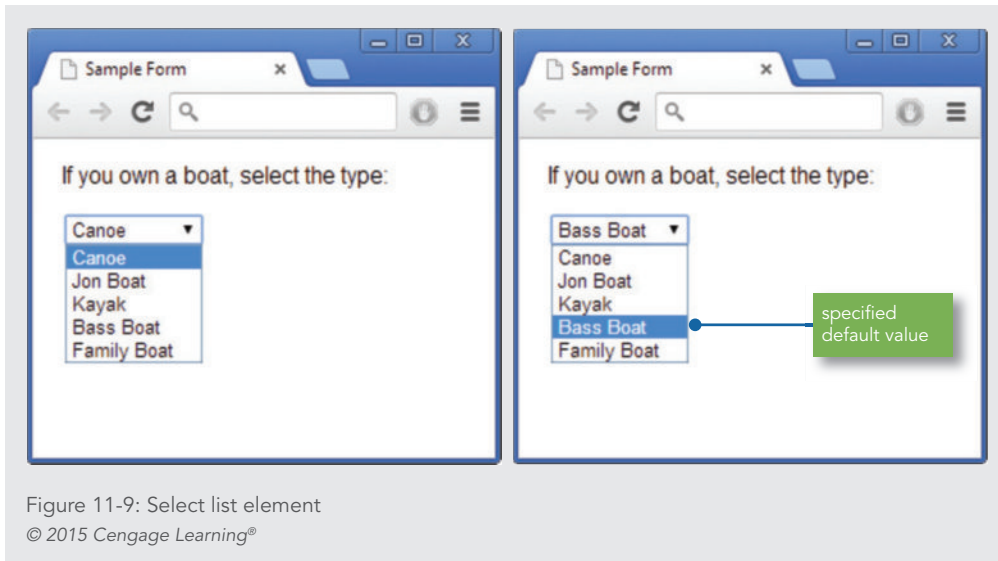 Sample Form
If you own a boat, select the type:
Canoe
Canoe
Jon Boat
Kayak
Bass Boat
Family Boat
Sample Form
If you own a boat, select the type:
Bass Boat
Canoe
Jon Boat
Kayak
Bass Boat
Family Boat
specified
default value
Figure 11-9: Select list element
© 2015 Cengage Learning®